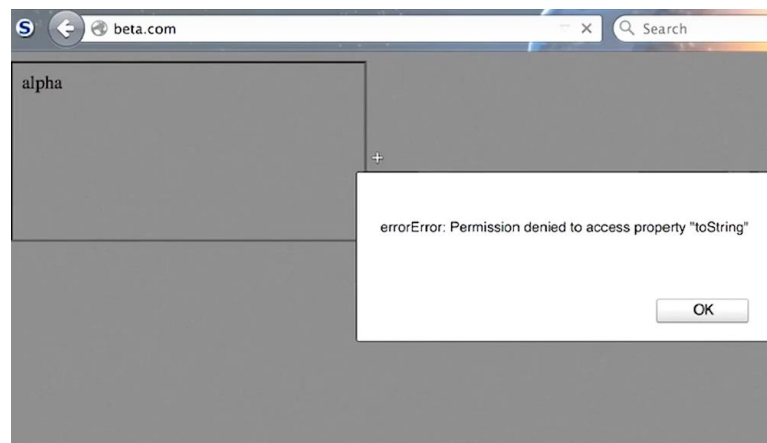 S
beta.com
Search
alpha
errorError: Permission denied to access property "toString"
OK